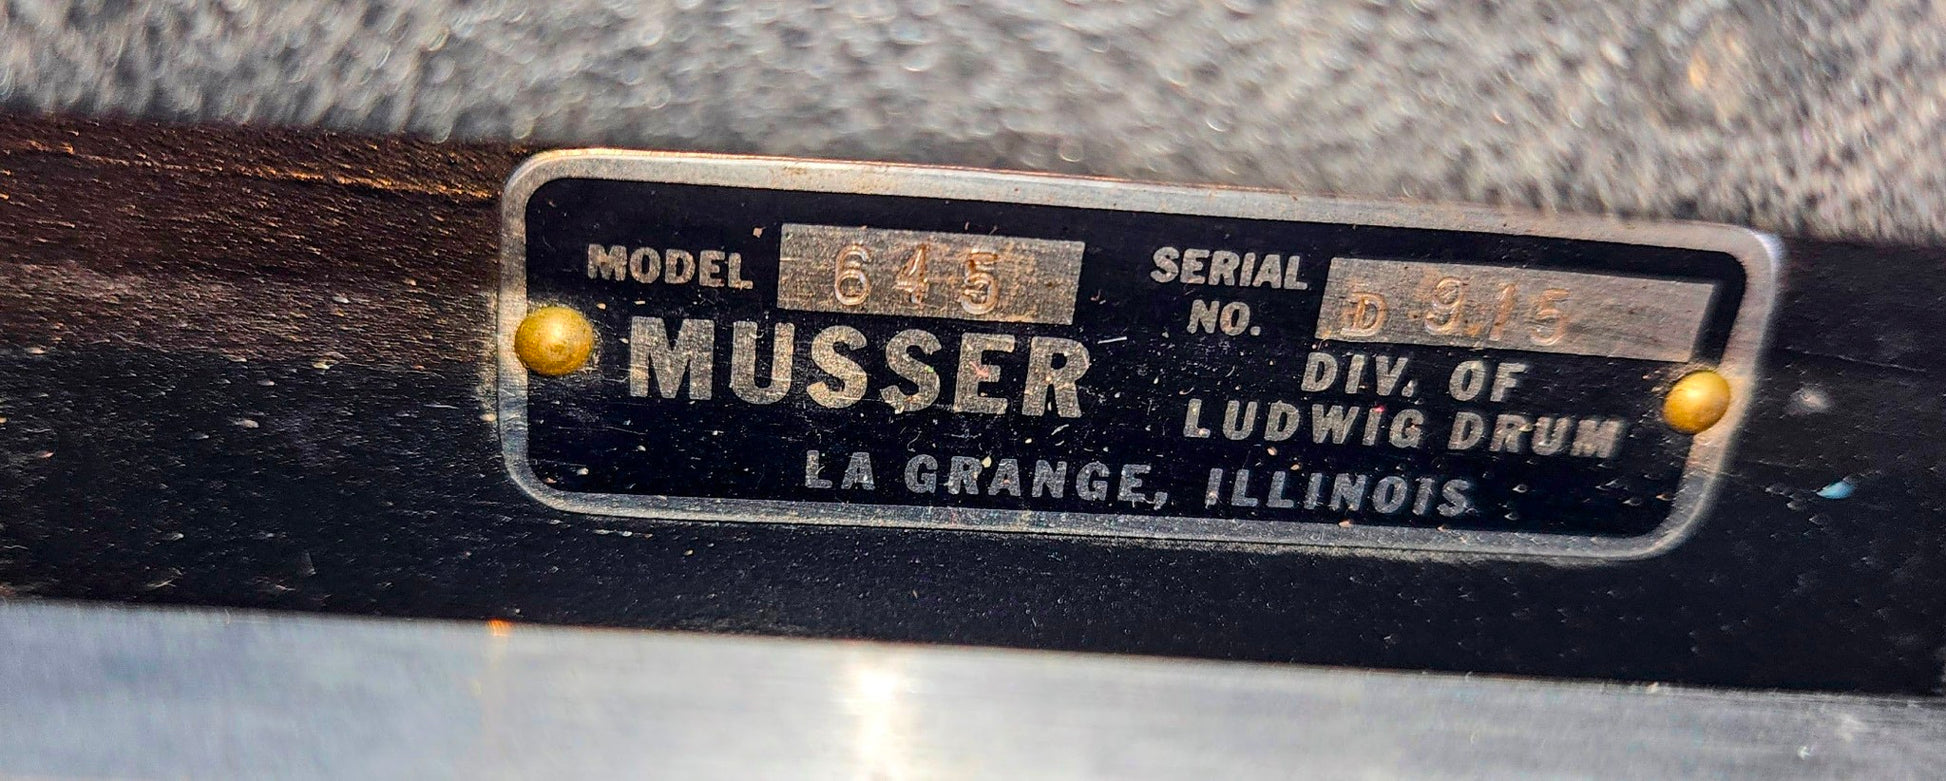 MODEL 645 SERIAL NO. D 915
MUSSER DIV. OF
LUDWIG DRUM
LA GRANGE, ILLINOIS